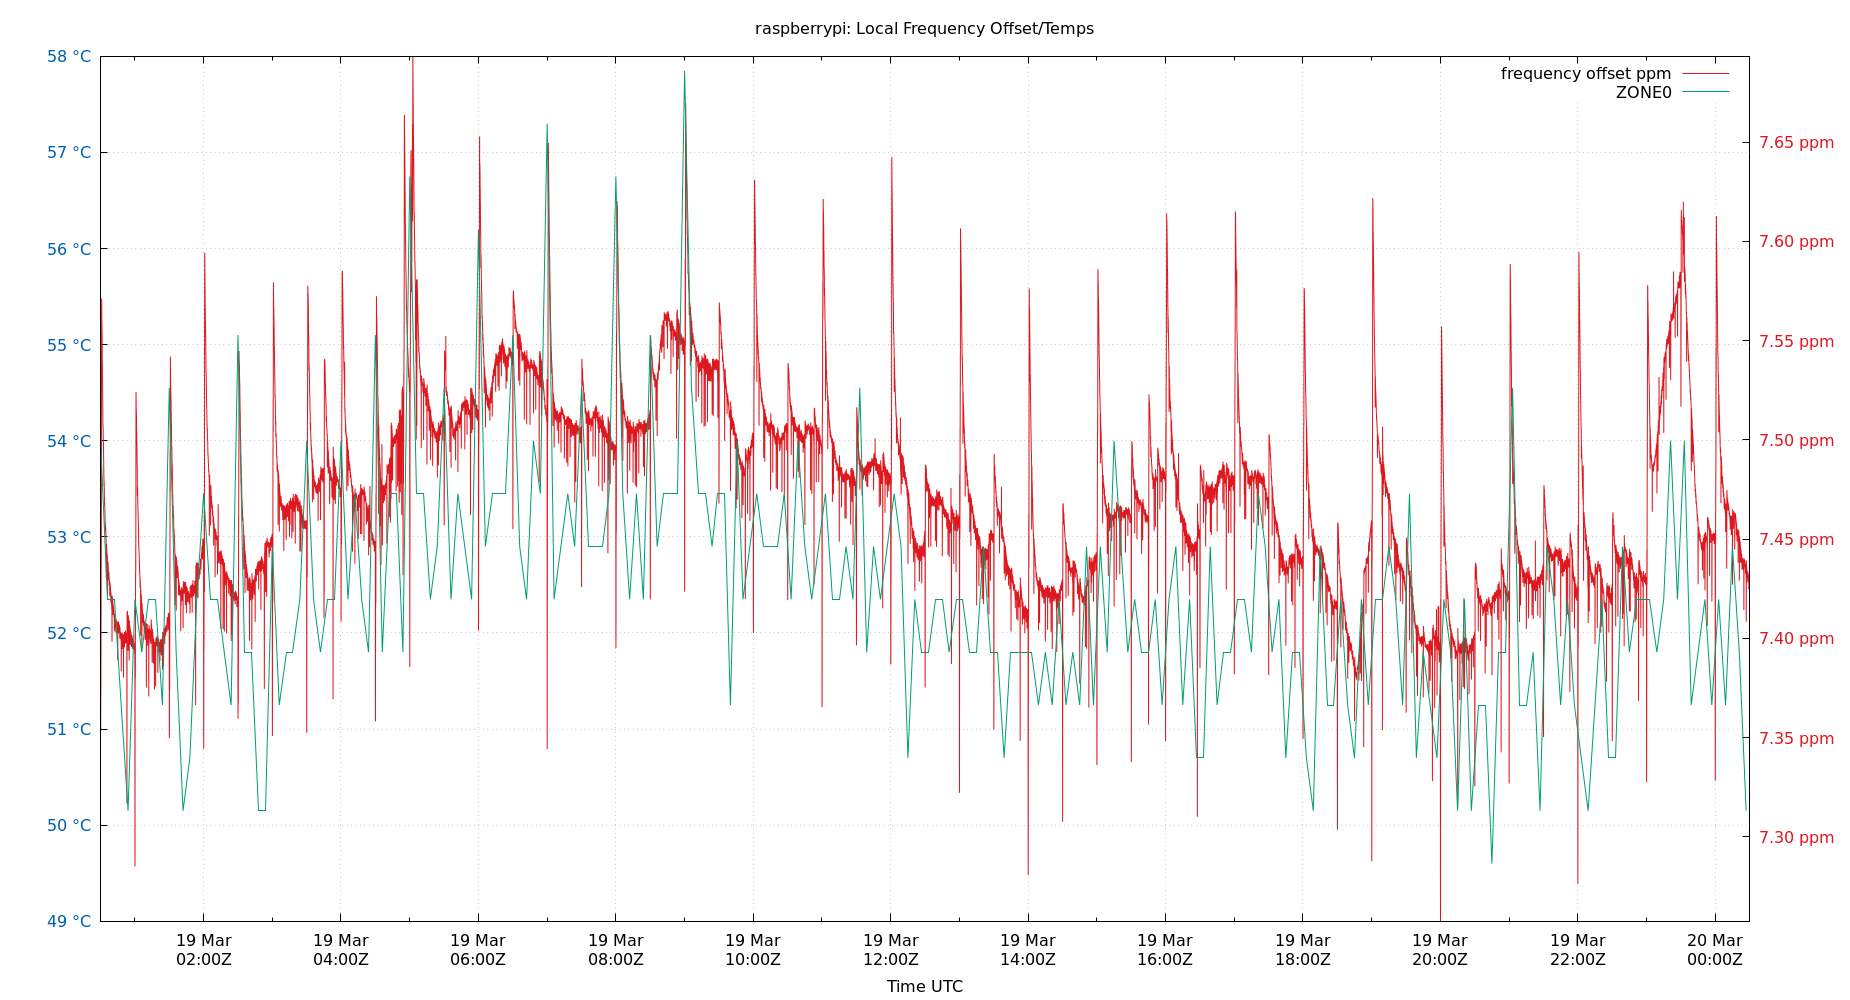 raspberrypi: Local Frequency Offset/Temps
58 °C
57 °C
56 °C
55 °C
54 °C
53 °C
52 °C
51 °C
50 °C
49 °C
frequency offset ppm
ZONE0
7.65 ppm
7.60 ppm
7.55 ppm
7.50 ppm
7.45 ppm
7.40 ppm
7.35 ppm
7.30 ppm
19 Mar
02:00Z
19 Mar
04:00Z
19 Mar
06:00Z
19 Mar
08:00Z
19 Mar
10:00Z
19 Mar
12:00Z
19 Mar
14:00Z
19 Mar
16:00Z
19 Mar
18:00Z
19 Mar
20:00Z
19 Mar
22:00Z
20 Mar
00:00Z
Time UTC